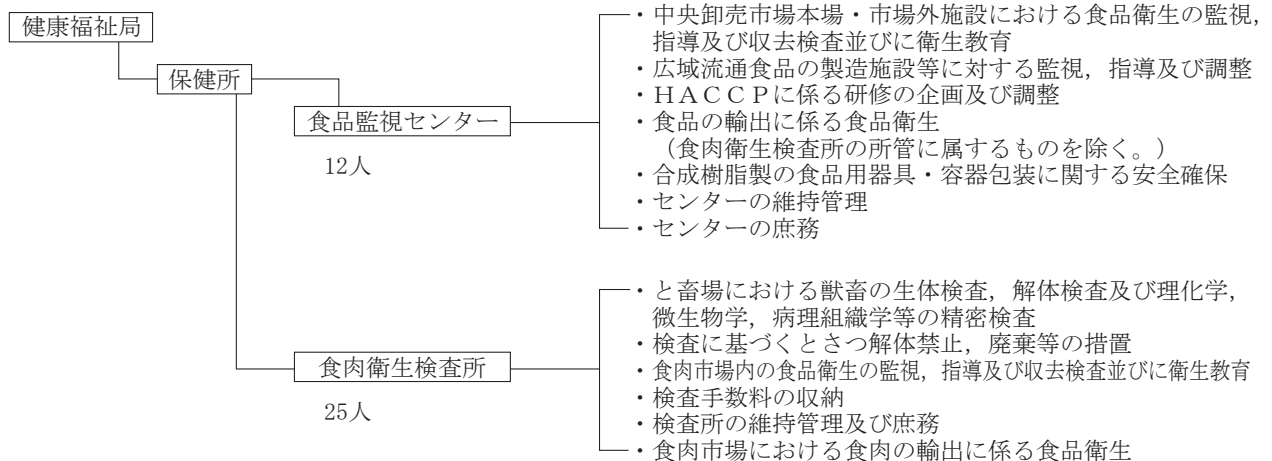 健康福祉局
保健所
食品監視センター
12人
・中央卸売市場本場・市場外施設における食品衛生の監視，
指導及び収去検査並びに衛生教育
・広域流通食品の製造施設等に対する監視，指導及び調整
・ＨＡＣＣＰに係る研修の企画及び調整
・食品の輸出に係る食品衛生
（食肉衛生検査所の所管に属するものを除く。）
・合成樹脂製の食品用器具・容器包装に関する安全確保
・センターの維持管理
・センターの庶務
食肉衛生検査所
25人
・と畜場における獣畜の生体検査，解体検査及び理化学，
微生物学，病理組織学等の精密検査
・検査に基づくとさつ解体禁止，廃棄等の措置
・食肉市場内の食品衛生の監視，指導及び収去検査並びに衛生教育
・検査手数料の収納
・検査所の維持管理及び庶務
・食肉市場における食肉の輸出に係る食品衛生